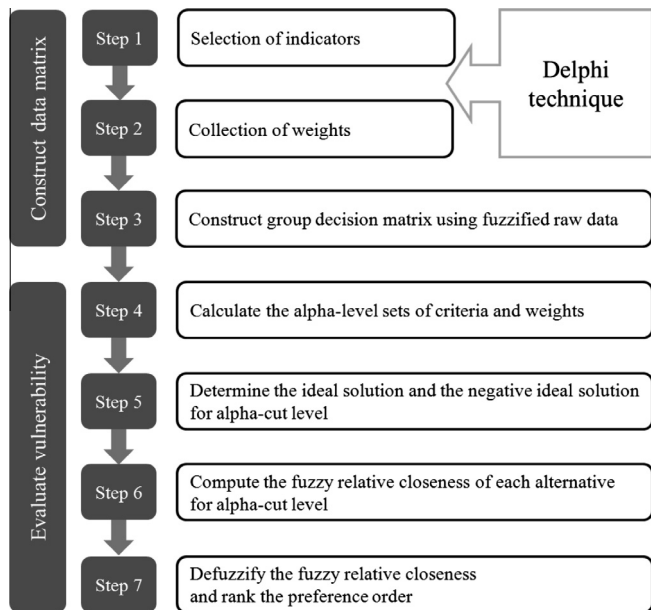 Construct data matrix
Step 1
Selection of indicators
Delphi
technique
Step 2
Collection of weights
Step 3
Construct group decision matrix using fuzzified raw data
Evaluate vulnerability
Step 4
Calculate the alpha-level sets of criteria and weights
Step 5
Determine the ideal solution and the negative ideal solution
for alpha-cut level
Step 6
Compute the fuzzy relative closeness of each alternative
for alpha-cut level
Step 7
Defuzzify the fuzzy relative closeness
and rank the preference order